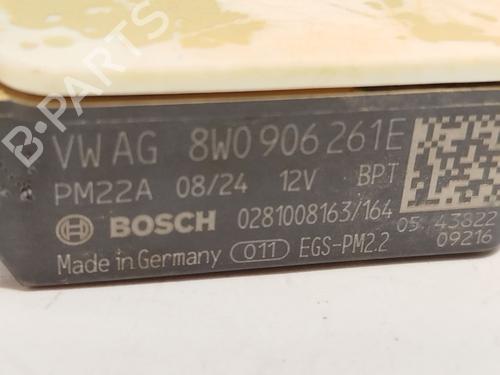 VW AG 8W0 906 261E
PM22A 08/24 12V BPT
BOSCH 0281008163/164
05 43822
09216
Made in Germany 011 EGS-PM2.2
BPARTS